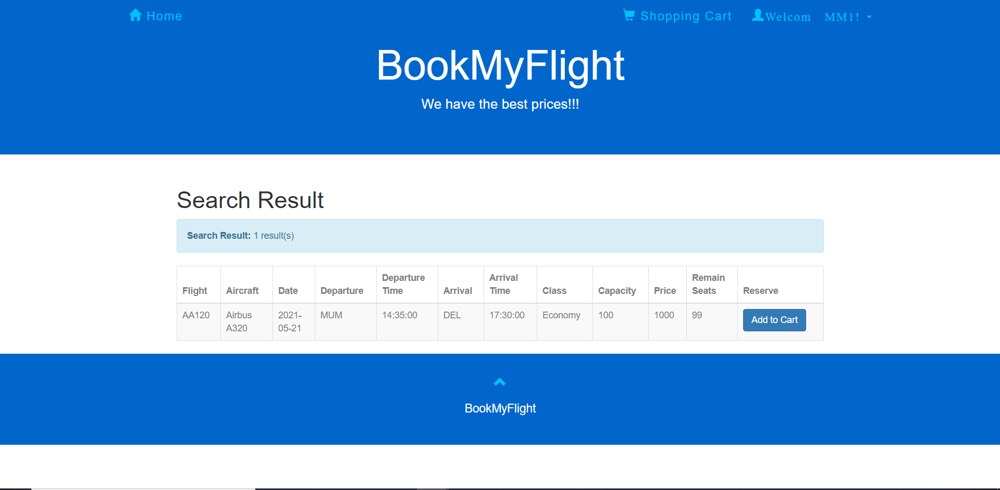 Home Shopping Cart Welcom MM1!
BookMyFlight
We have the best prices!!!
Search Result
Search Result: 1 result(s)
Flight Aircraft Date Departure Departure Time Arrival Arrival Time Class Capacity Price Remain Seats Reserve
AA120 Airbus A320 2021-05-21 MUM 14:35:00 DEL 17:30:00 Economy 100 1000 99 Add to Cart
BookMyFlight